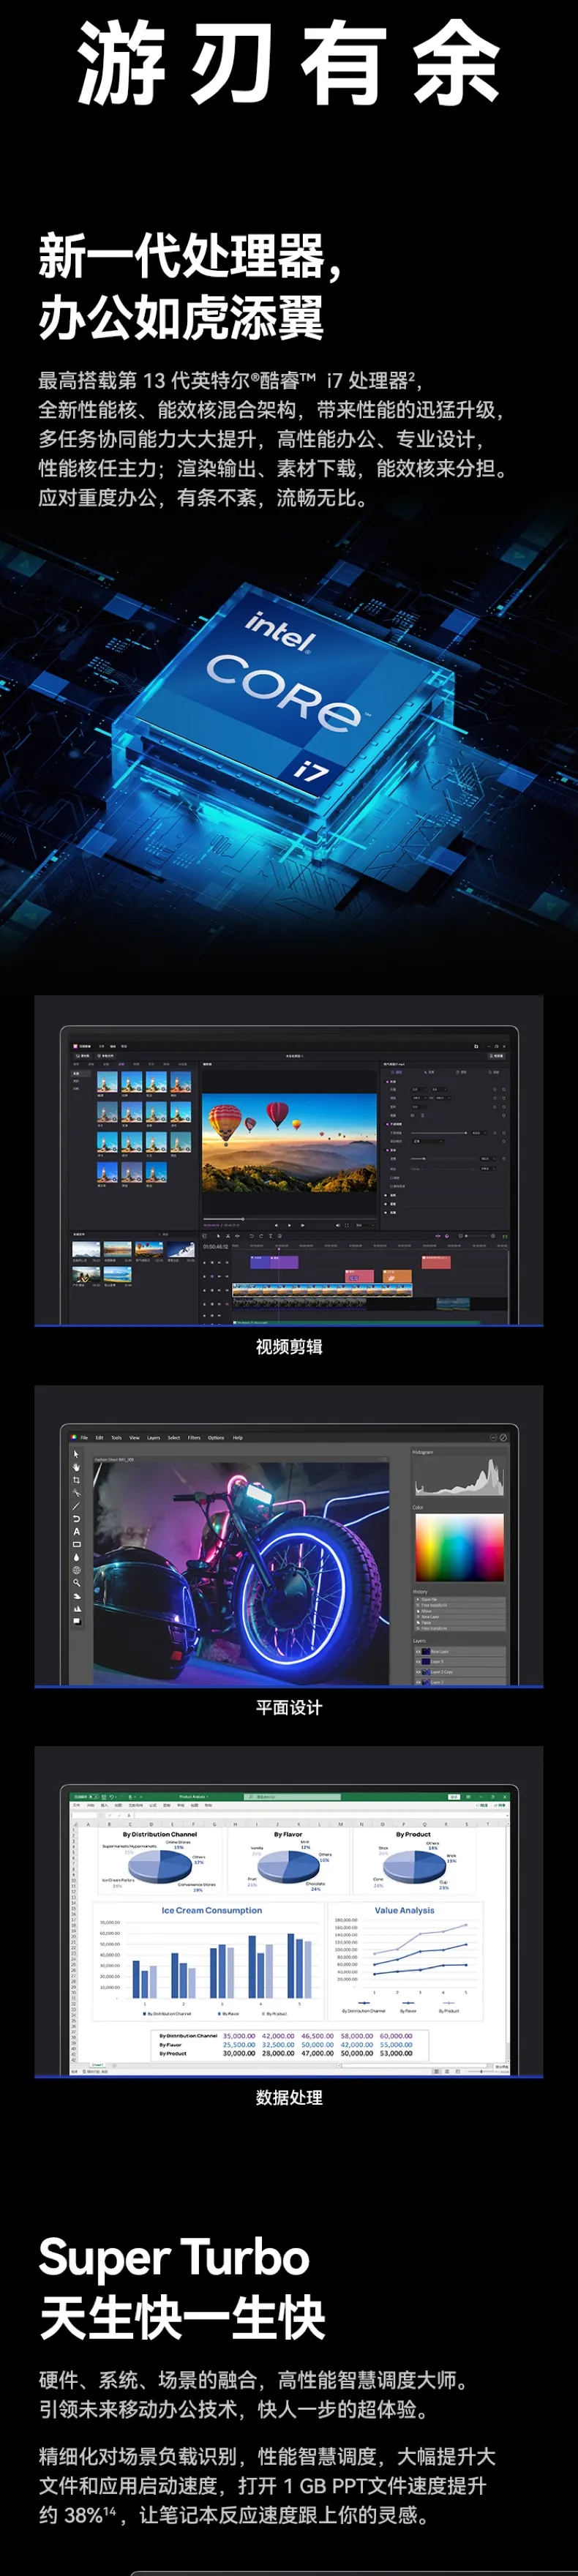 游刃有余
新一代处理器，
办公如虎添翼
最高搭载第 13 代英特尔®酷睿™ i7 处理器²，
全新性能核、能效核混合架构，带来性能的迅猛升级，
多任务协同能力大大提升，高性能办公、专业设计，
性能核任主力；渲染输出、素材下载，能效核来分担。
应对重度办公，有条不紊，流畅无比。
intel®
CORE™
i7
视频剪辑
File Edit Tools View Layers Select Filters Options Help
Histogram
Color
History
Layers
平面设计
By Distribution Channel By Flavor By Product
Ice Cream Consumption Value Analysis
By Distribution Channel 35,000.00 42,000.00 46,500.00 58,000.00 60,000.00
By Flavor 25,500.00 32,500.00 50,000.00 42,000.00 55,000.00
By Product 30,000.00 28,000.00 47,000.00 50,000.00 53,000.00
数据处理
Super Turbo
天生快一生快
硬件、系统、场景的融合，高性能智慧调度大师。
引领未来移动办公技术，快人一步的超体验。
精细化对场景负载识别，性能智慧调度，大幅提升大
文件和应用启动速度，打开 1 GB PPT文件速度提升
约 38%¹⁴，让笔记本反应速度跟上你的灵感。